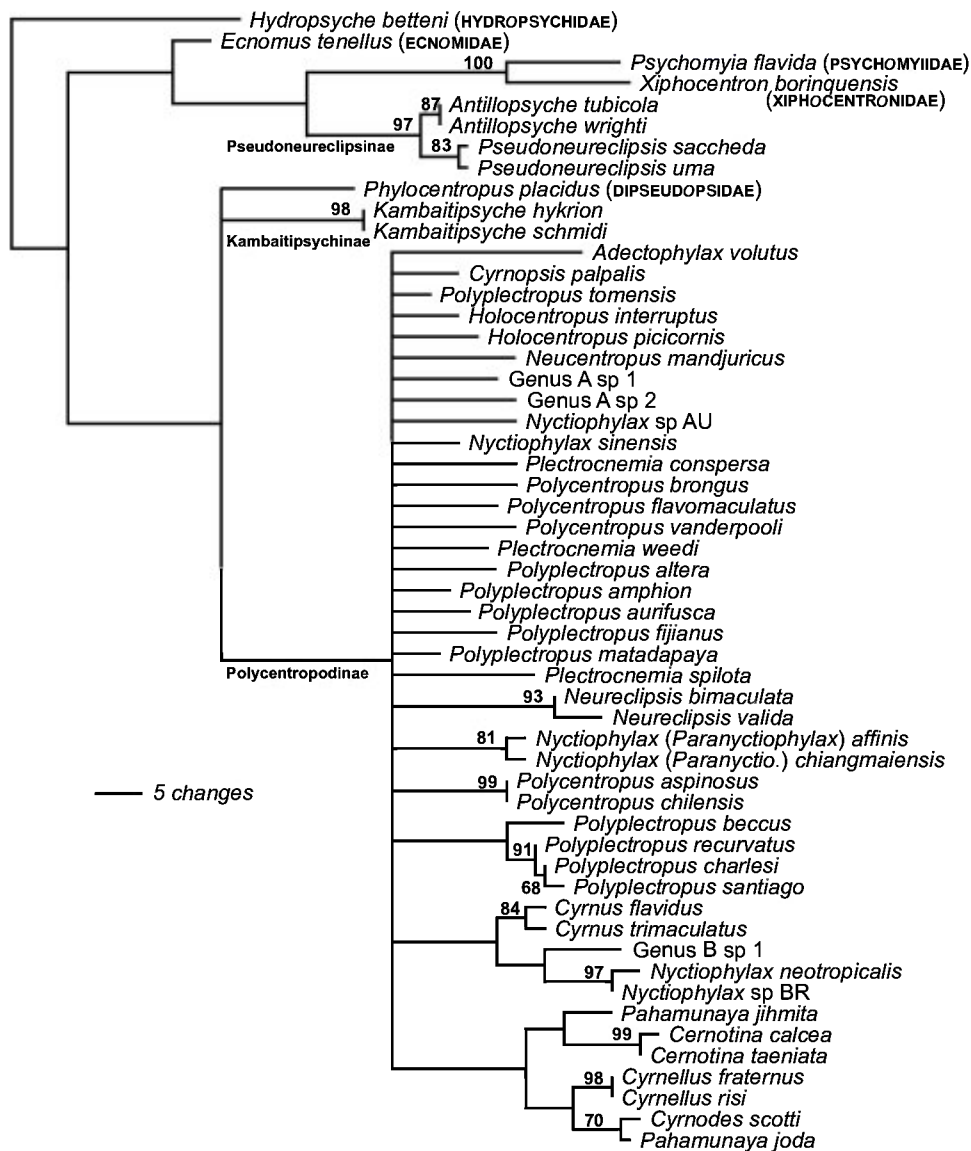 Hydropsyche betteni (HYDROPSYCHIDAE)
Ecnomus tenellus (ECNOMIDAE)
100 Psychomyia flavida (PSYCHOMYIIDAE)
Xiphocentron borinquensis
(XIPHOCENTRONIDAE)
87 Antillopsyche tubicola
97 Antillopsyche wrighti
Pseudoneureclipsinae 83 Pseudoneureclipsis saccheda
Pseudoneureclipsis uma
Phylocentropus placidus (DIPSEUDOPSIDAE)
98 Kambaitipsyche hykrion
Kambaitipsychinae Kambaitipsyche schmidi
Adectophylax volutus
Cyrnopsis palpalis
Polyplectropus tomensis
Holocentropus interruptus
Holocentropus picicornis
Neucentropus mandjuricus
Genus A sp 1
Genus A sp 2
Nyctiophylax sp AU
Nyctiophylax sinensis
Plectrocnemia conspersa
Polycentropus brongus
Polycentropus flavomaculatus
Polycentropus vanderpooli
Plectrocnemia weedi
Polyplectropus altera
Polyplectropus amphion
Polyplectropus aurifusca
Polyplectropus fijianus
Polyplectropus matadapaya
Polycentropodinae Plectrocnemia spilota
93 Neureclipsis bimaculata
Neureclipsis valida
81 Nyctiophylax (Paranyctiophylax) affinis
Nyctiophylax (Paranyctio.) chiangmaiensis
99 Polycentropus aspinosus
5 changes Polycentropus chilensis
Polyplectropus beccus
91 Polyplectropus recurvatus
Polyplectropus charlesi
68 Polyplectropus santiago
84 Cyrnus flavidus
Cyrnus trimaculatus
Genus B sp 1
97 Nyctiophylax neotropicalis
Nyctiophylax sp BR
Pahamunaya jihmita
99 Cernotina calcea
Cernotina taeniata
98 Cyrnellus fraternus
Cyrnellus risi
70 Cyrnodes scotti
Pahamunaya joda